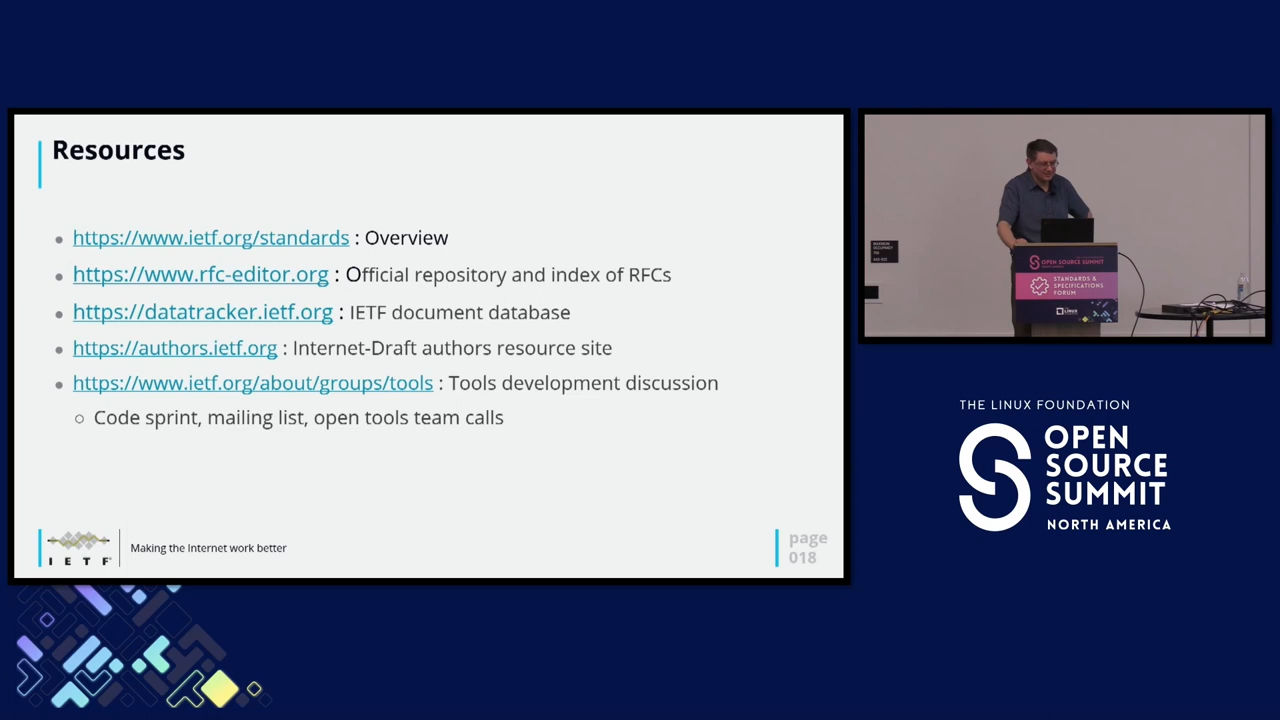 Resources
https://www.ietf.org/standards : Overview
https://www.rfc-editor.org : Official repository and index of RFCs
https://datatracker.ietf.org : IETF document database
https://authors.ietf.org : Internet-Draft authors resource site
https://www.ietf.org/about/groups/tools : Tools development discussion
Code sprint, mailing list, open tools team calls
I E T F
Making the Internet work better
page
018
OPEN SOURCE SUMMIT
STANDARDS &
SPECIFICATIONS
FORUM
LINUX
THE LINUX FOUNDATION
OPEN
SOURCE
SUMMIT
NORTH AMERICA